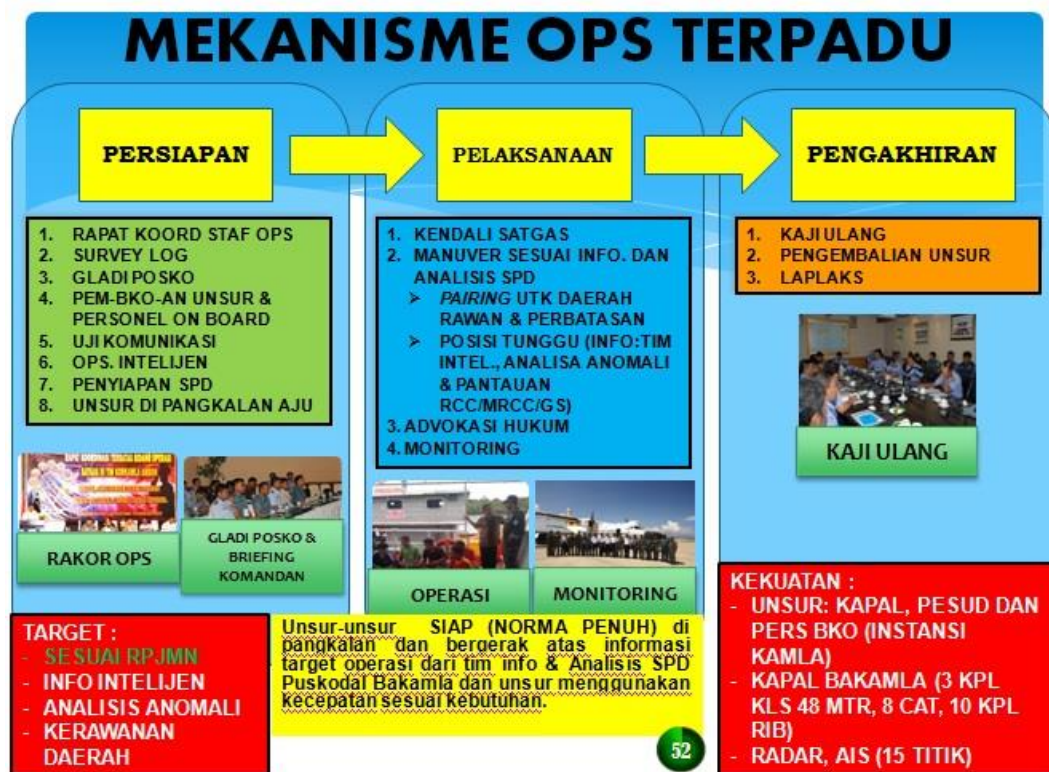 MEKANISME OPS TERPADU
PERSIAPAN
1. RAPAT KOORD STAF OPS
2. SURVEY LOG
3. GLADI POSKO
4. PEM-BKO-AN UNSUR &
PERSONEL ON BOARD
5. UJI KOMUNIKASI
6. OPS. INTELIJEN
7. PENYIAPAN SPD
8. UNSUR DI PANGKALAN AJU
RAKOR OPS
GLADI POSKO &
BRIEFING
KOMANDAN
TARGET :
- SESUAI RPJMN
- INFO INTELIJEN
- ANALISIS ANOMALI
- KERAWANAN
DAERAH
PELAKSANAAN
1. KENDALI SATGAS
2. MANUVER SESUAI INFO. DAN
ANALISIS SPD
➢ PAIRING UTK DAERAH
RAWAN & PERBATASAN
➢ POSISI TUNGGU (INFO:TIM
INTEL., ANALISA ANOMALI
& PANTAUAN
RCC/MRCC/GS)
3. ADVOKASI HUKUM
4. MONITORING
OPERASI
MONITORING
Unsur-unsur SIAP (NORMA PENUH) di
pangkalan dan bergerak atas informasi
target operasi dari tim info & Analisis SPD
Puskodal Bakamla dan unsur menggunakan
kecepatan sesuai kebutuhan.
52
PENGAKHIRAN
1. KAJI ULANG
2. PENGEMBALIAN UNSUR
3. LAPLAKS
KAJI ULANG
KEKUATAN :
- UNSUR: KAPAL, PESUD DAN
PERS BKO (INSTANSI
KAMLA)
- KAPAL BAKAMLA (3 KPL
KLS 48 MTR, 8 CAT, 10 KPL
RIB)
- RADAR, AIS (15 TITIK)